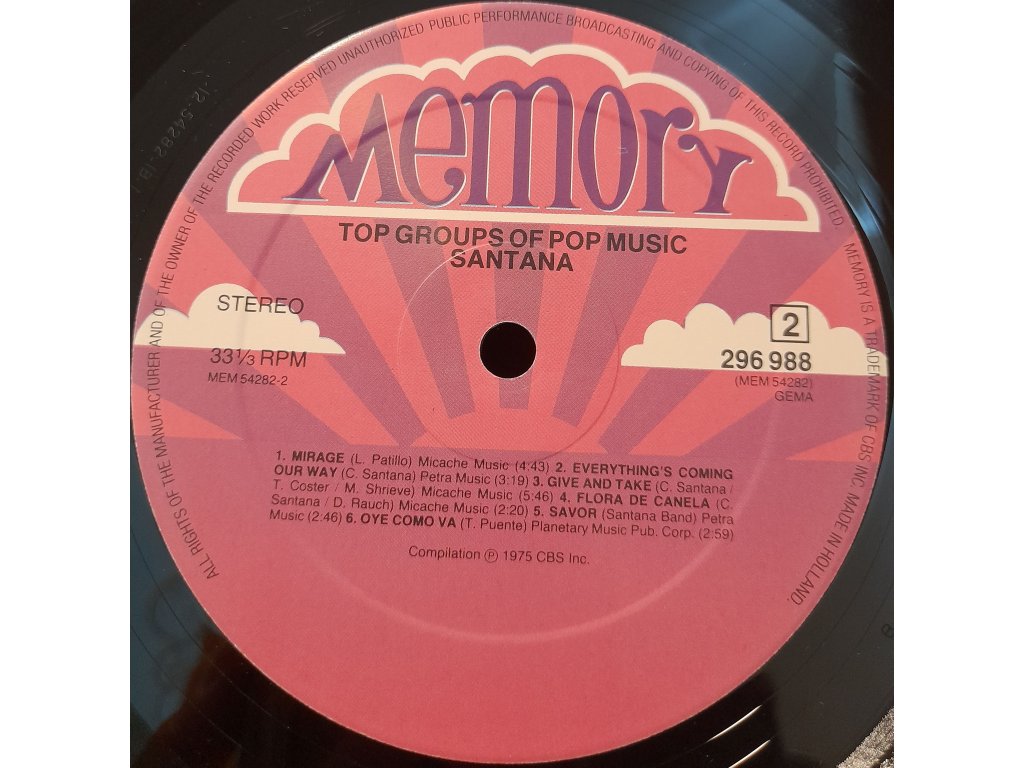 ALL RIGHTS OF THE MANUFACTURER AND OF THE OWNER OF THE RECORDED WORK RESERVED UNAUTHORIZED PUBLIC PERFORMANCE BROADCASTING AND COPYING OF THIS RECORD PROHIBITED. MEMORY IS A TRADEMARK OF CBS INC. MADE IN HOLLAND.
Memory
TOP GROUPS OF POP MUSIC
SANTANA
STEREO
33 1/3 RPM
MEM 54282-2
2
296 988
(MEM 54282)
GEMA
1. MIRAGE (L. Patillo) Micache Music (4:43) 2. EVERYTHING'S COMING
OUR WAY (C. Santana) Petra Music (3:19) 3. GIVE AND TAKE (C. Santana /
T. Coster / M. Shrieve) Micache Music (5:46) 4. FLORA DE CANELA (C.
Santana / D. Rauch) Micache Music (2:20) 5. SAVOR (Santana Band) Petra
Music (2:46) 6. OYE COMO VA (T. Puente) Planetary Music Pub. Corp. (2:59)
Compilation ℗ 1975 CBS Inc.